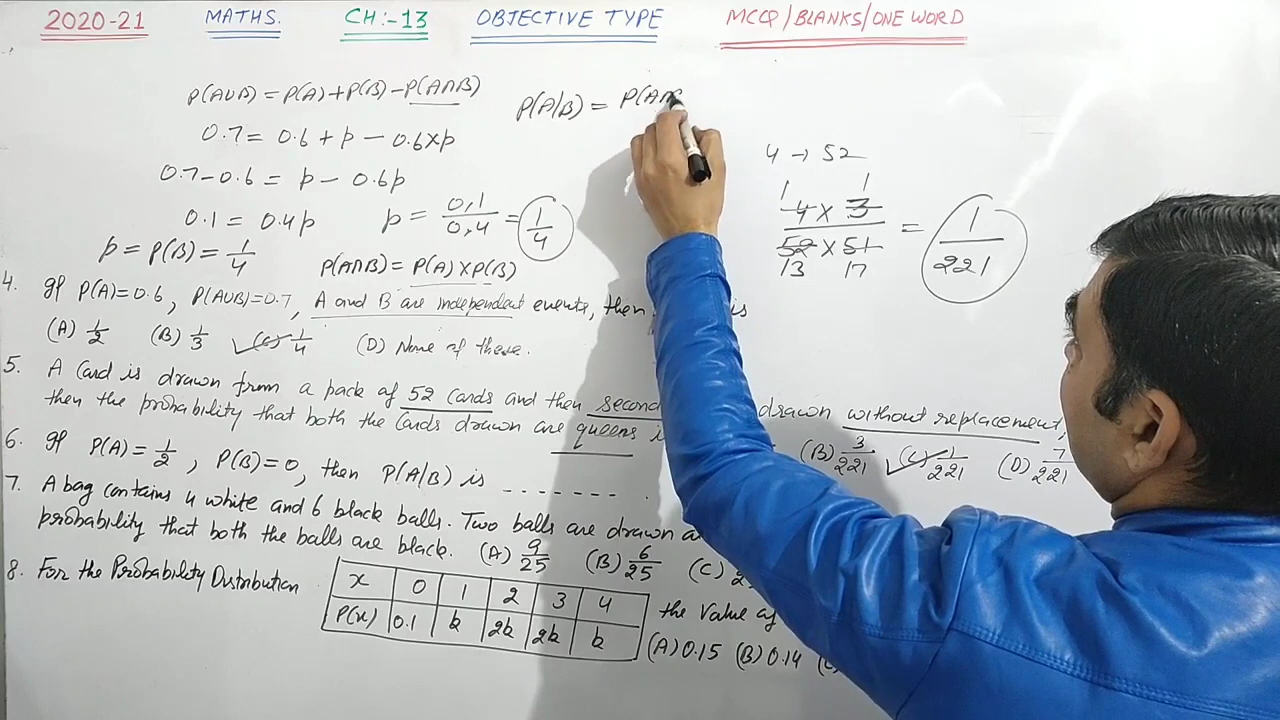 2020-21 MATHS. CH:-13 OBJECTIVE TYPE MCQ/BLANKS/ONE WORD
P(A∪B) = P(A)+P(B)-P(A∩B)
0.7 = 0.6 + p - 0.6×p
0.7-0.6 = p - 0.6p
0.1 = 0.4p p = 0.1/0.4 = 1/4
p = P(B) = 1/4
P(A∩B) = P(A)×P(B)
P(A|B) = P(A∩
4 → 52
1 1
4 × 3 / 52 × 51 = 1/221
13 17
4. If P(A)=0.6, P(A∪B)=0.7, A and B are independent events, then is
(A) 1/2 (B) 1/3 (C) 1/4 (D) None of these.
5. A Card is drawn from a pack of 52 Cards and then second drawn without replacement,
then the probability that both the Cards drawn are queens (B) 3/221 (C) 1/221 (D) 7/221
6. If P(A)=1/2, P(B)=0, then P(A|B) is ------- .
7. A bag contains 4 white and 6 black balls. Two balls are drawn
probability that both the balls are black. (A) 9/25 (B) 6/25 (C)
8. For the Probability Distribution
x 0 1 2 3 4
P(x) 0.1 k 2k 2k k
the Value of
(A) 0.15 (B) 0.14